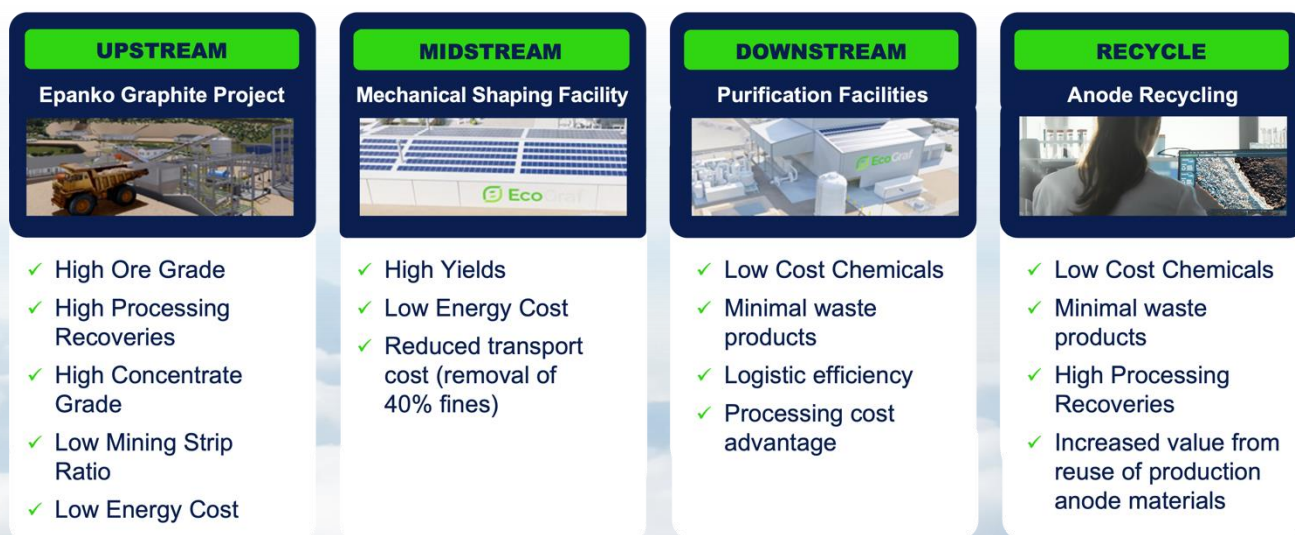 UPSTREAM
Epanko Graphite Project
✓ High Ore Grade
✓ High Processing
Recoveries
✓ High Concentrate
Grade
✓ Low Mining Strip
Ratio
✓ Low Energy Cost
MIDSTREAM
Mechanical Shaping Facility
EcoGraf
✓ High Yields
✓ Low Energy Cost
✓ Reduced transport
cost (removal of
40% fines)
DOWNSTREAM
Purification Facilities
EcoGraf
✓ Low Cost Chemicals
✓ Minimal waste
products
✓ Logistic efficiency
✓ Processing cost
advantage
RECYCLE
Anode Recycling
✓ Low Cost Chemicals
✓ Minimal waste
products
✓ High Processing
Recoveries
✓ Increased value from
reuse of production
anode materials